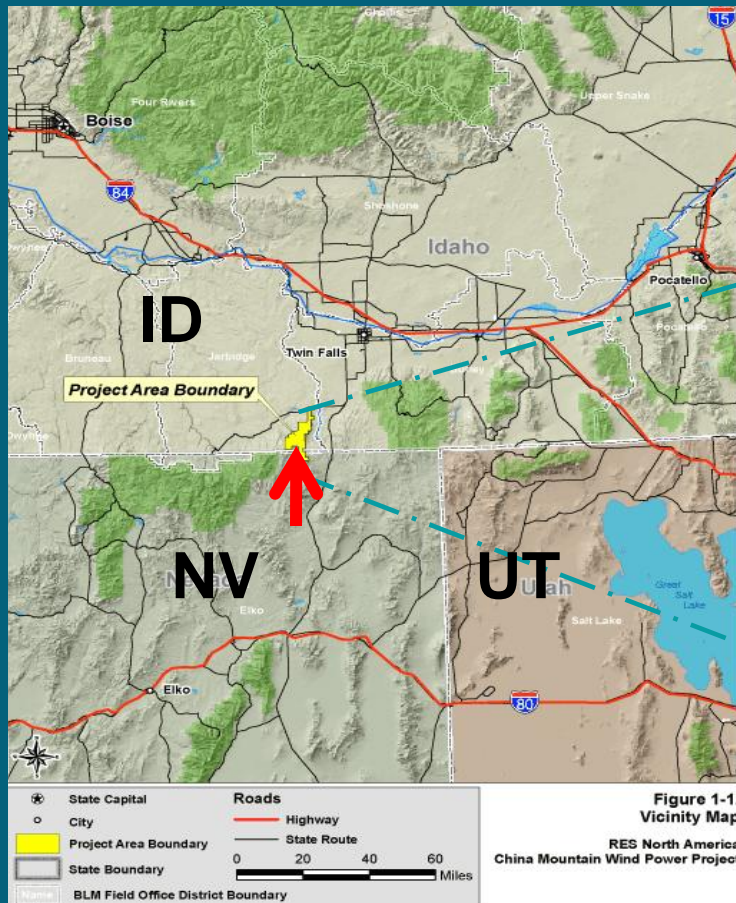 15
Four Rivers
Upper Snake
Boise
84
Shoshone
Idaho
Pocatello
ID
Pocatello
Twin Falls
Bruneau
Jarbidge
Project Area Boundary
NV
UT
Nevada
Utah
Elko
Great
Salt
Lake
Salt Lake
Elko
80
State Capital
City
Project Area Boundary
State Boundary
Name
BLM Field Office District Boundary
Roads
Highway
State Route
0 20 40 60
Miles
Figure 1-1.
Vicinity Map
RES North America
China Mountain Wind Power Project